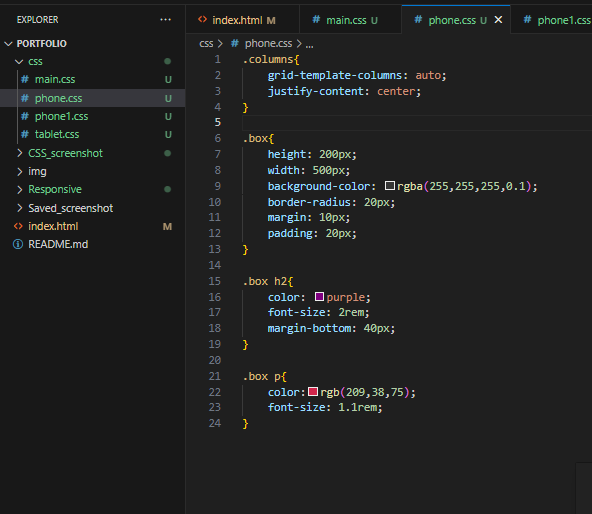 EXPLORER ...
PORTFOLIO
css
# main.css U
# phone.css U
# phone1.css U
# tablet.css U
CSS_screenshot
img
Responsive
Saved_screenshot
<> index.html M
README.md
<> index.html M # main.css U # phone.css U × # phone1.css
css > # phone.css > ...
1 .columns{
2 grid-template-columns: auto;
3 justify-content: center;
4 }
5
6 .box{
7 height: 200px;
8 width: 500px;
9 background-color: rgba(255,255,255,0.1);
10 border-radius: 20px;
11 margin: 10px;
12 padding: 20px;
13 }
14
15 .box h2{
16 color: purple;
17 font-size: 2rem;
18 margin-bottom: 40px;
19 }
20
21 .box p{
22 color:rgb(209,38,75);
23 font-size: 1.1rem;
24 }